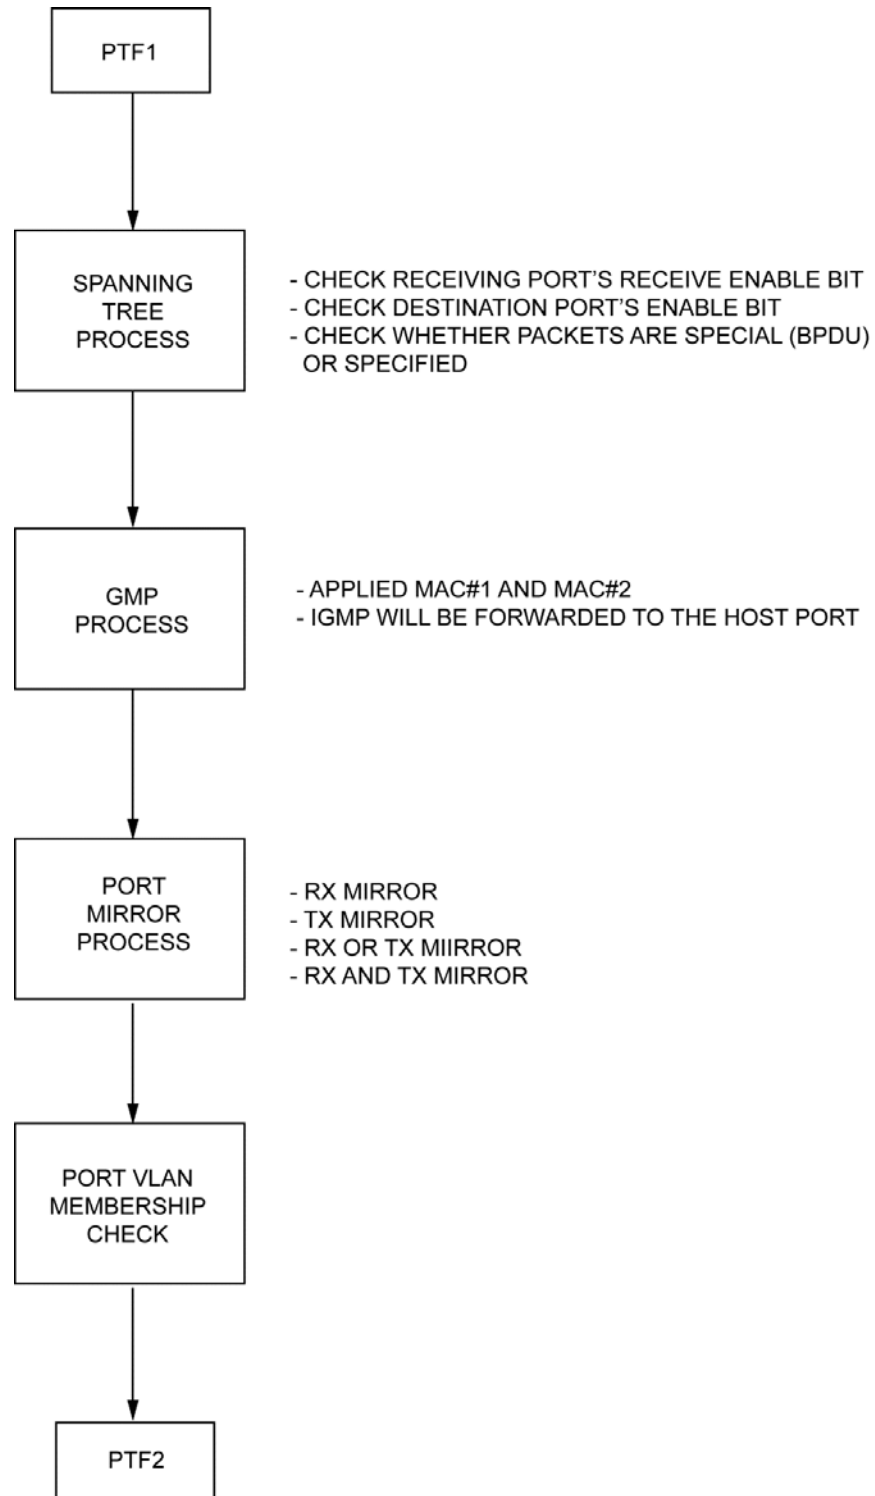 PTF1
SPANNING
TREE
PROCESS
- CHECK RECEIVING PORT'S RECEIVE ENABLE BIT
- CHECK DESTINATION PORT'S ENABLE BIT
- CHECK WHETHER PACKETS ARE SPECIAL (BPDU)
OR SPECIFIED
GMP
PROCESS
- APPLIED MAC#1 AND MAC#2
- IGMP WILL BE FORWARDED TO THE HOST PORT
PORT
MIRROR
PROCESS
- RX MIRROR
- TX MIRROR
- RX OR TX MIIRROR
- RX AND TX MIRROR
PORT VLAN
MEMBERSHIP
CHECK
PTF2